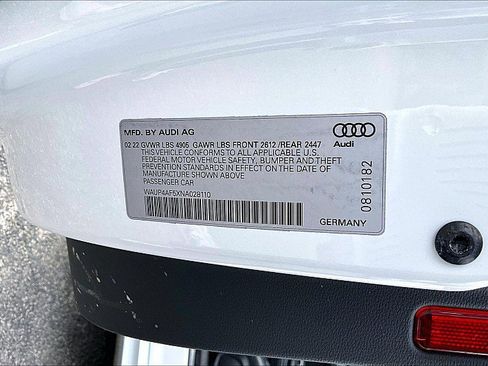 MFD. BY AUDI AG
02.22 GVWR LBS 4906 GAWR LBS FRONT 2612 /REAR 2447
THIS VEHICLE CONFORMS TO ALL APPLICABLE U.S.
FEDERAL MOTOR VEHICLE SAFETY, BUMPER AND THEFT
PREVENTION STANDARDS IN EFFECT ON THE DATE OF
MANUFACTURE SHOWN ABOVE
PASSENGER CAR
WAUP4AF5XNA028110
Audi
0810182
GERMANY